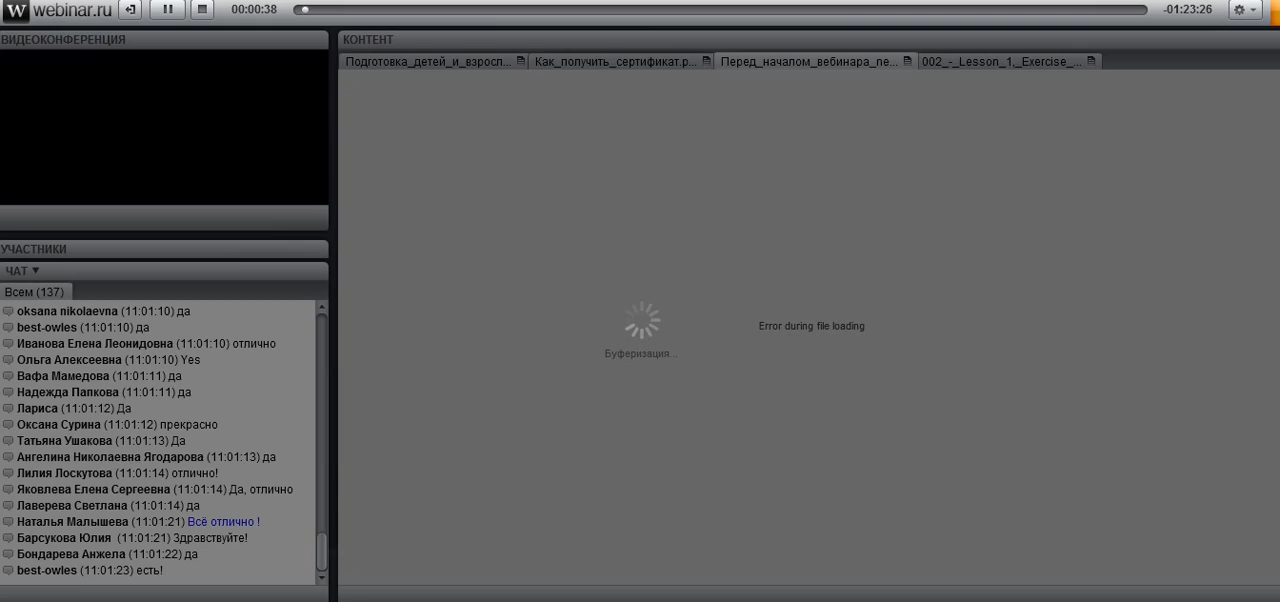 W webinar.ru 00:00:38 -01:23:26
ВИДЕОКОНФЕРЕНЦИЯ
КОНТЕНТ
Подготовка_детей_и_взросл... Как_получить_сертификат.p... Перед_началом_вебинара_ne... 002_-_Lesson_1,_Exercise_...
Error during file loading
Буферизация...
УЧАСТНИКИ
ЧАТ
Всем (137)
oksana nikolaevna (11:01:10) да
best-owles (11:01:10) да
Иванова Елена Леонидовна (11:01:10) отлично
Ольга Алексеевна (11:01:10) Yes
Вафа Мамедова (11:01:11) да
Надежда Папкова (11:01:11) да
Лариса (11:01:12) Да
Оксана Сурина (11:01:12) прекрасно
Татьяна Ушакова (11:01:13) Да
Ангелина Николаевна Ягодарова (11:01:13) да
Лилия Лоскутова (11:01:14) отлично!
Яковлева Елена Сергеевна (11:01:14) Да, отлично
Лаверева Светлана (11:01:14) да
Наталья Малышева (11:01:21) Всё отлично !
Барсукова Юлия (11:01:21) Здравствуйте!
Бондарева Анжела (11:01:22) да
best-owles (11:01:23) есть!